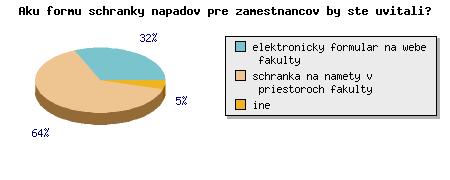 Aku formu schranky napadov pre zamestnancov by ste uvitali?
32%
5%
64%
elektronicky formular na webe
fakulty
schranka na namety v
priestoroch fakulty
ine